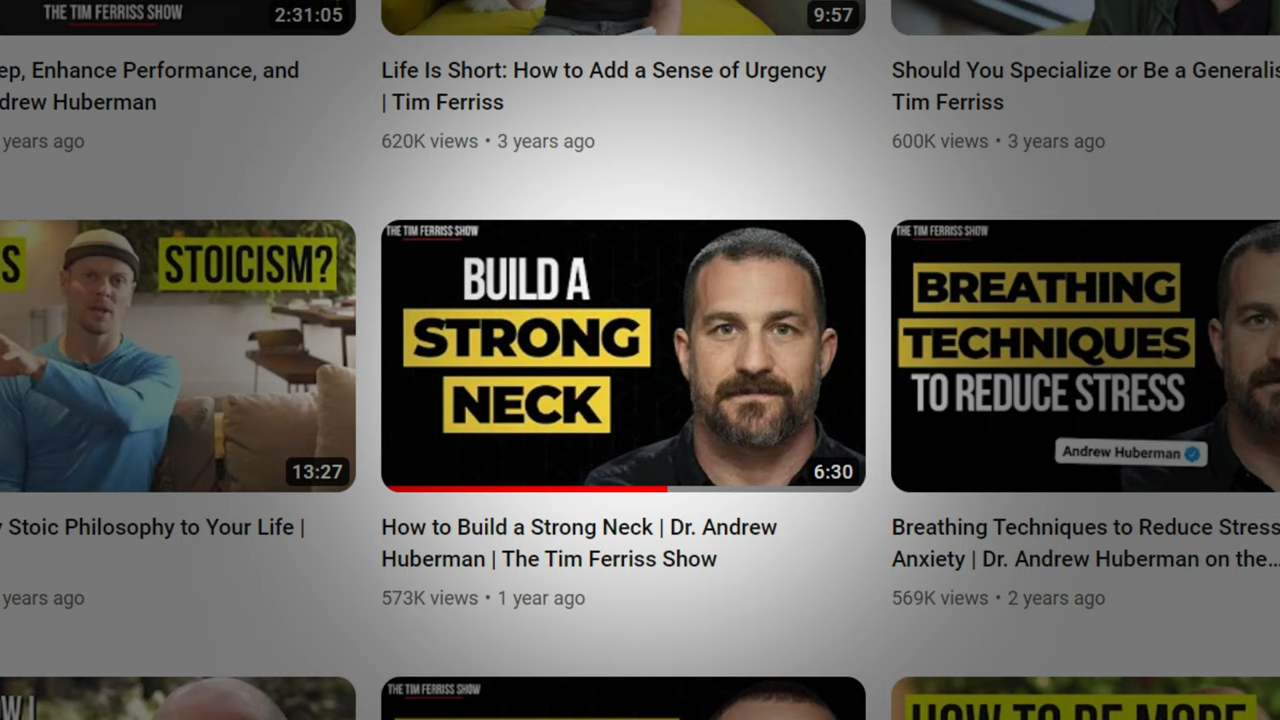 THE TIM FERRISS SHOW
2:31:05
9:57
ep, Enhance Performance, and
drew Huberman
years ago
Life Is Short: How to Add a Sense of Urgency
| Tim Ferriss
620K views • 3 years ago
Should You Specialize or Be a Generalis
Tim Ferriss
600K views • 3 years ago
S
STOICISM?
13:27
Stoic Philosophy to Your Life |
years ago
THE TIM FERRISS SHOW
BUILD A
STRONG
NECK
6:30
How to Build a Strong Neck | Dr. Andrew
Huberman | The Tim Ferriss Show
573K views • 1 year ago
THE TIM FERRISS SHOW
BREATHING
TECHNIQUES
TO REDUCE STRESS
Andrew Huberman
Breathing Techniques to Reduce Stress
Anxiety | Dr. Andrew Huberman on the...
569K views • 2 years ago
W I
THE TIM FERRISS SHOW
HOW TO BE MORE